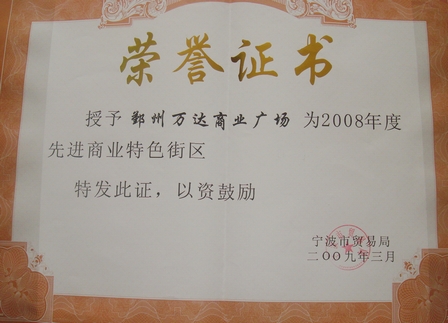 荣誉证书
授予 鄞州万达商业广场 为2008年度
先进商业特色街区
特发此证，以资鼓励
宁波市贸易局
二〇〇九年三月